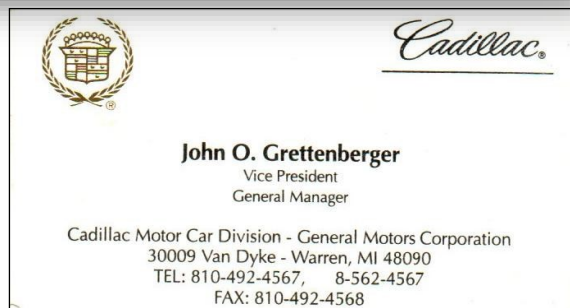 Cadillac®
®
John O. Grettenberger
Vice President
General Manager
Cadillac Motor Car Division - General Motors Corporation
30009 Van Dyke - Warren, MI 48090
TEL: 810-492-4567, 8-562-4567
FAX: 810-492-4568